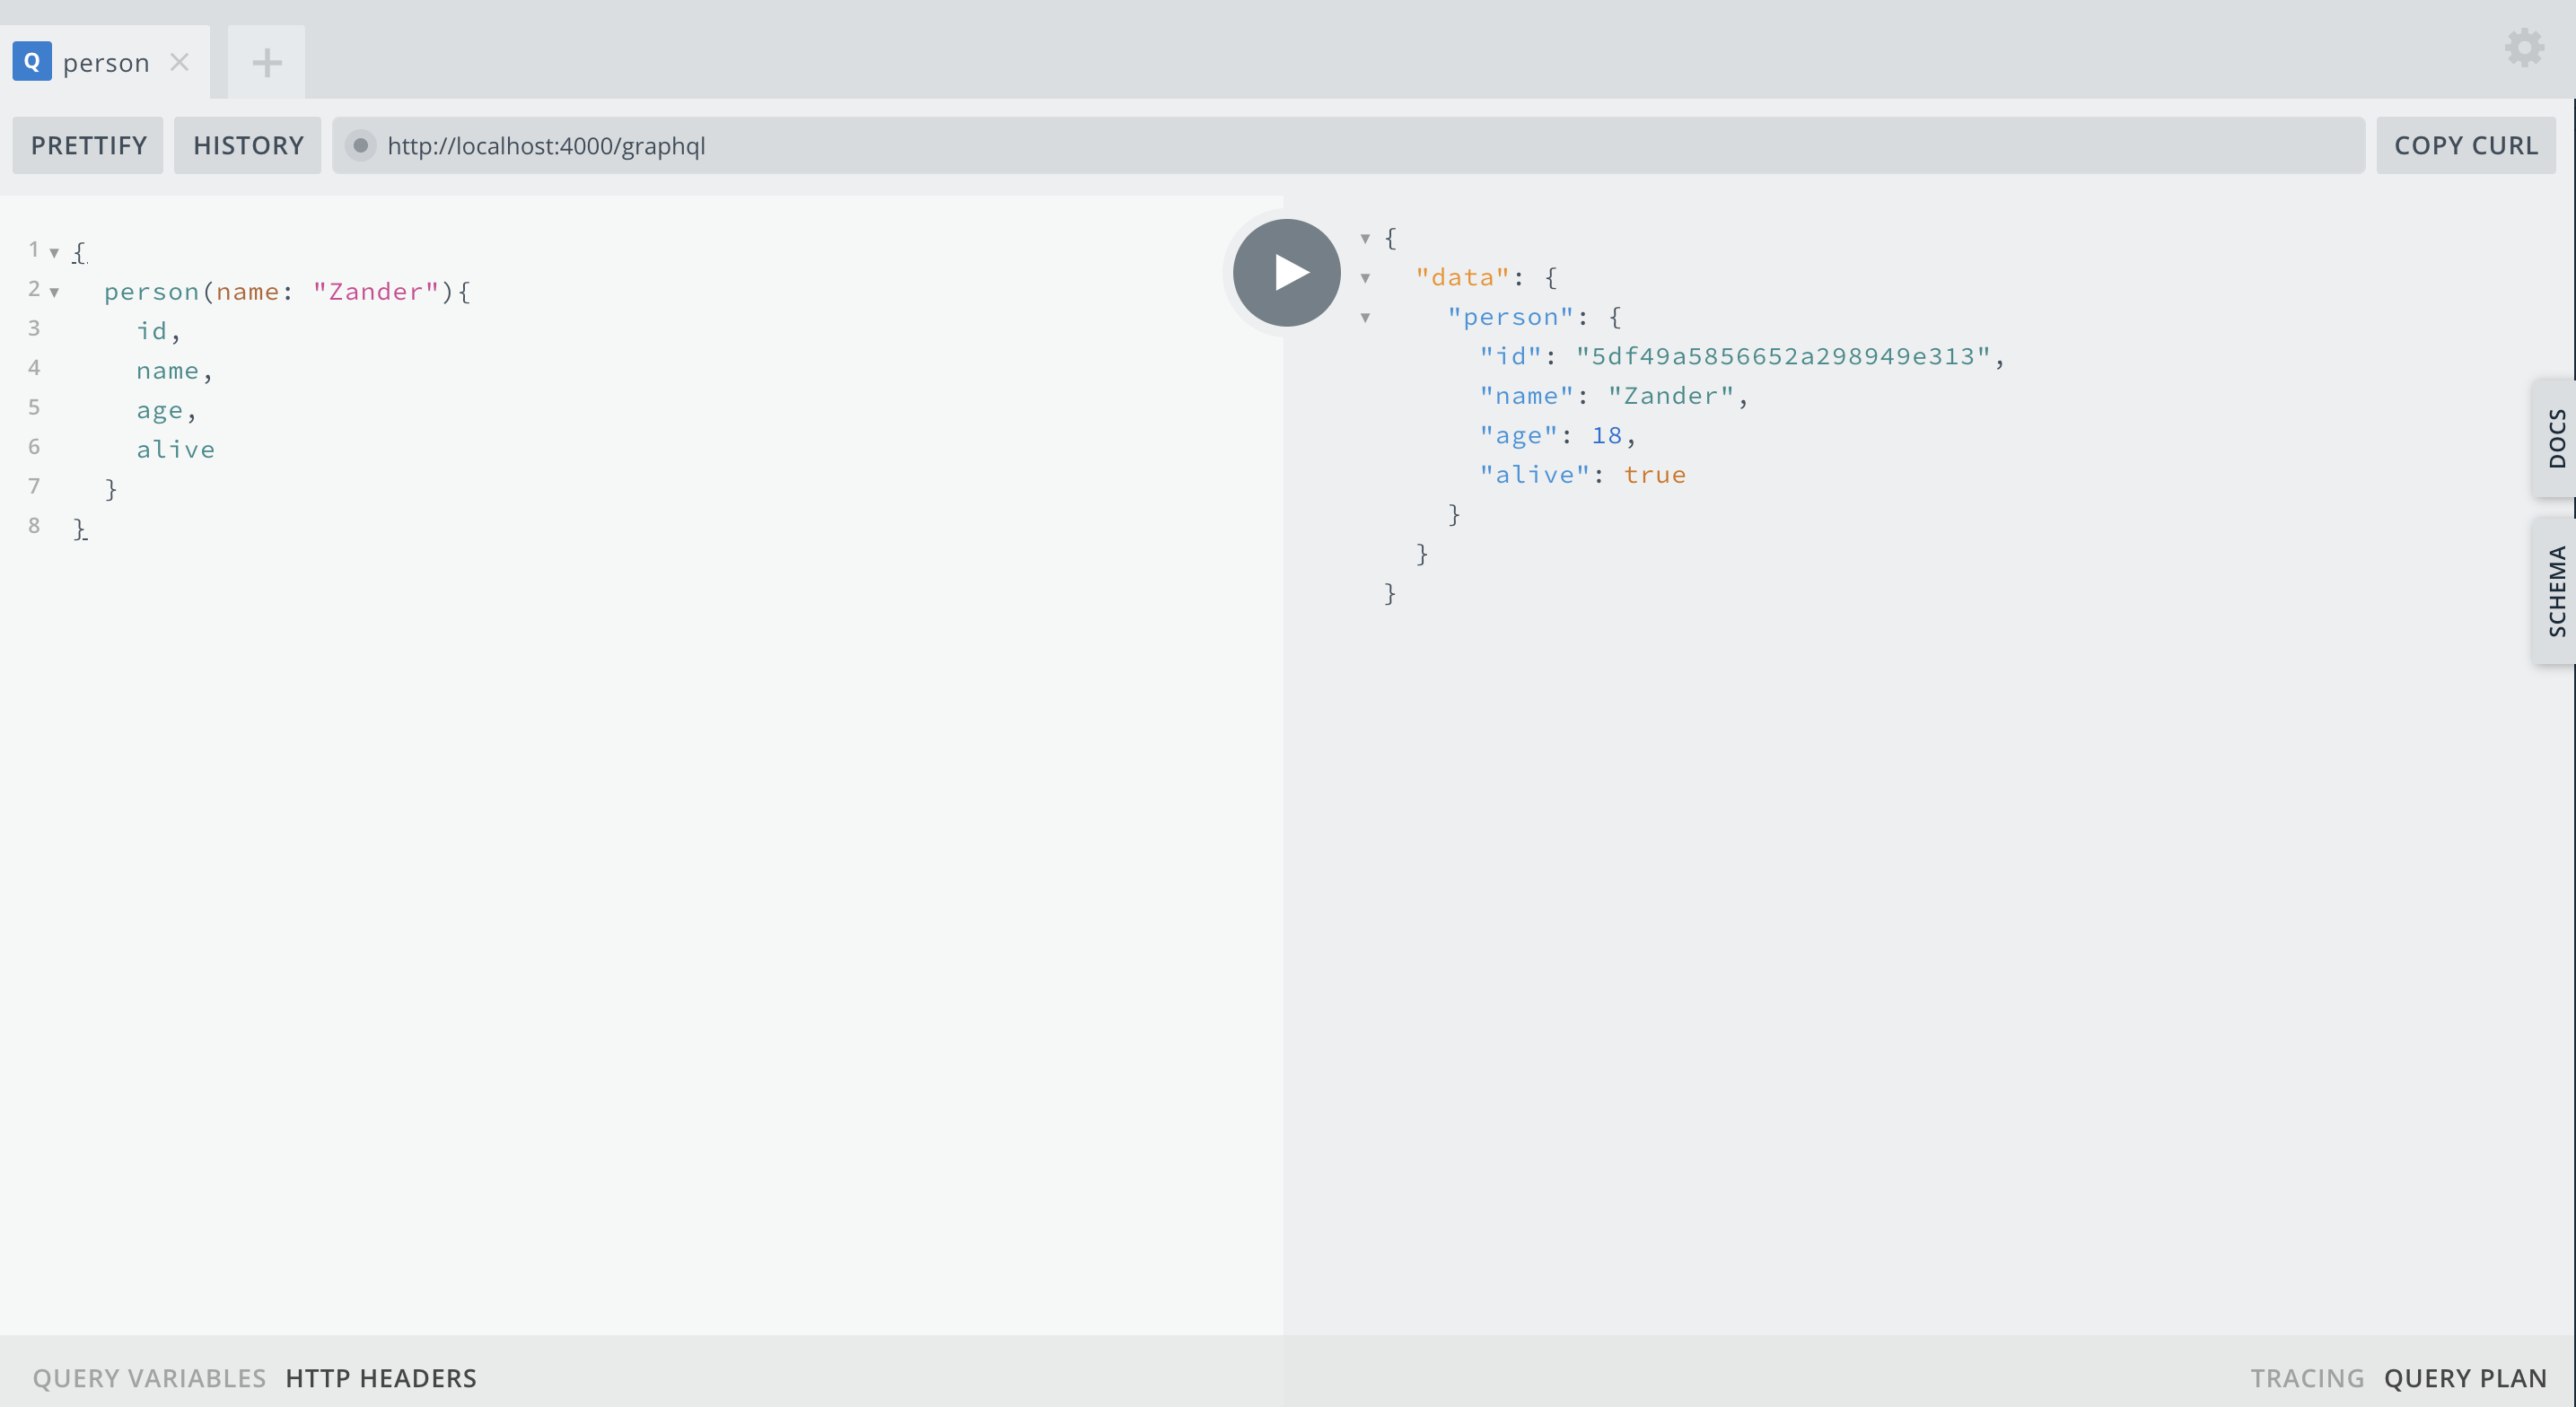 Q person
PRETTIFY HISTORY http://localhost:4000/graphql COPY CURL
1 {
2 person(name: "Zander"){
3 id,
4 name,
5 age,
6 alive
7 }
8 }
{
"data": {
"person": {
"id": "5df49a5856652a298949e313",
"name": "Zander",
"age": 18,
"alive": true
}
}
}
DOCS
SCHEMA
QUERY VARIABLES HTTP HEADERS
TRACING QUERY PLAN